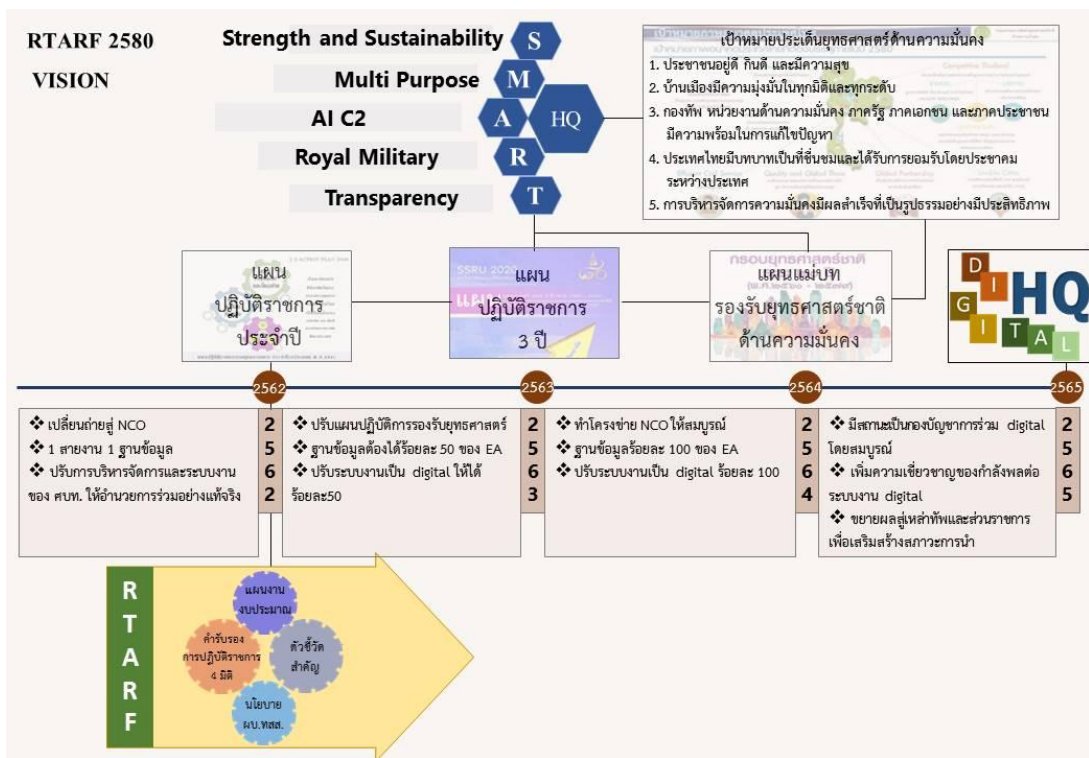 RTARF 2580
VISION
Strength and Sustainability
S
Multi Purpose
M
AI C2
A
HQ
Royal Military
R
Transparency
T
เป้าหมายประเด็นยุทธศาสตร์ด้านความมั่นคง
1. ประชาชนอยู่ดี กินดี และมีความสุข
2. บ้านเมืองมีความมุ่งมั่นในทุกมิติและทุกระดับ
3. กองทัพ หน่วยงานด้านความมั่นคง ภาครัฐ ภาคเอกชน และภาคประชาชน
มีความพร้อมในการแก้ไขปัญหา
4. ประเทศไทยมีบทบาทเป็นที่ชื่นชมและได้รับการยอมรับโดยประชาคม
ระหว่างประเทศ
5. การบริหารจัดการความมั่นคงมีผลสำเร็จที่เป็นรูปธรรมอย่างมีประสิทธิภาพ
แผน
ปฏิบัติราชการ
ประจำปี
SSRU 2020
แผน
ปฏิบัติราชการ
3 ปี
กรอบยุทธศาสตร์ชาติ
แผนแม่บท
รองรับยุทธศาสตร์ชาติ
ด้านความมั่นคง
DIGITAL
HQ
2562
2563
2564
2565
❖ เปลี่ยนถ่ายสู่ NCO
❖ 1 สายงาน 1 ฐานข้อมูล
❖ ปรับการบริหารจัดการและระบบงาน
ของ ศบท. ให้อำนวยการร่วมอย่างแท้จริง
2562
❖ ปรับแผนปฏิบัติการรองรับยุทธศาสตร์
❖ ฐานข้อมูลต้องได้ร้อยละ 50 ของ EA
❖ ปรับระบบงานเป็น digital ให้ได้
ร้อยละ50
2563
❖ ทำโครงข่าย NCO ให้สมบูรณ์
❖ ฐานข้อมูลร้อยละ 100 ของ EA
❖ ปรับระบบงานเป็น digital ร้อยละ 100
2564
❖ มีสถานะเป็นกองบัญชาการร่วม digital
โดยสมบูรณ์
❖ เพิ่มความเชี่ยวชาญของกำลังพลต่อ
ระบบงาน digital
❖ ขยายผลสู่เหล่าทัพและส่วนราชการ
เพื่อเสริมสร้างสภาวะการนำ
2565
RTARF
แผนงาน
งบประมาณ
คำรับรอง
การปฏิบัติราชการ
4 มิติ
ตัวชี้วัด
สำคัญ
นโยบาย
ผบ.ทสส.